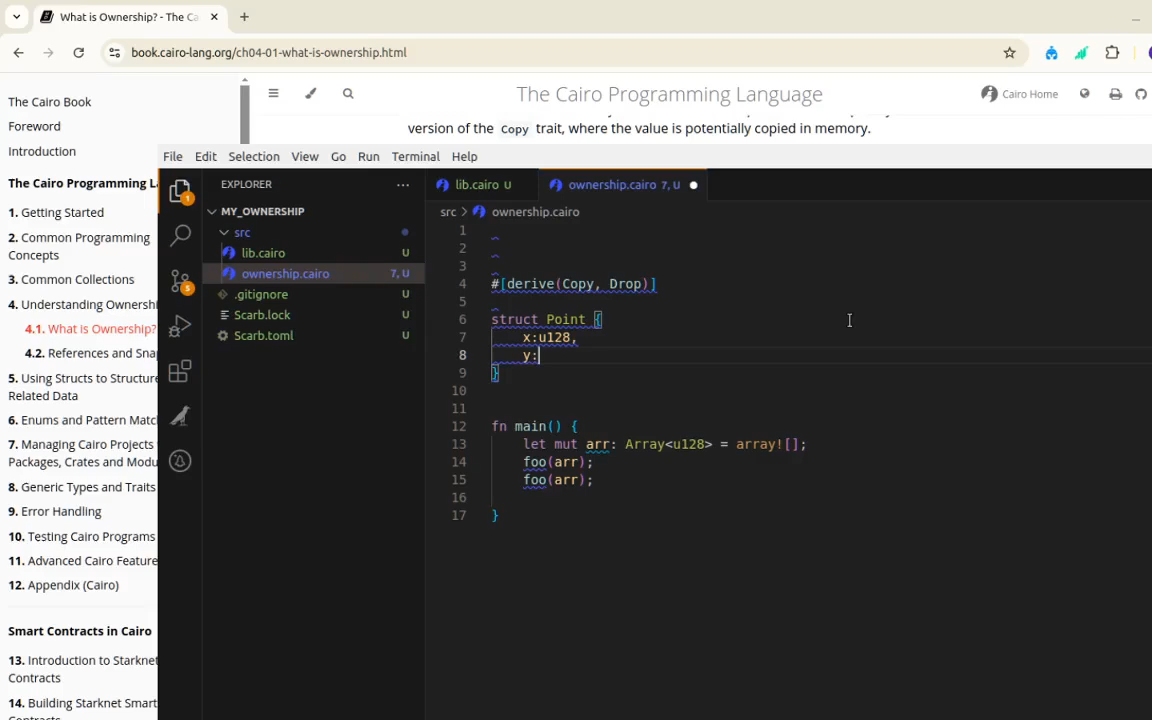 What is Ownership? - The Ca
book.cairo-lang.org/ch04-01-what-is-ownership.html
The Cairo Book
Foreword
Introduction
The Cairo Programming La
1. Getting Started
2. Common Programming
Concepts
3. Common Collections
4. Understanding Ownershi
4.1. What is Ownership?
4.2. References and Snap
5. Using Structs to Structure
Related Data
6. Enums and Pattern Matc
7. Managing Cairo Projects
Packages, Crates and Modu
8. Generic Types and Traits
9. Error Handling
10. Testing Cairo Programs
11. Advanced Cairo Feature
12. Appendix (Cairo)
Smart Contracts in Cairo
13. Introduction to Starknet
Contracts
14. Building Starknet Smart
The Cairo Programming Language
Cairo Home
version of the Copy trait, where the value is potentially copied in memory.
File Edit Selection View Go Run Terminal Help
EXPLORER
MY_OWNERSHIP
src
lib.cairo U
ownership.cairo 7, U
.gitignore U
Scarb.lock U
Scarb.toml U
1
5
lib.cairo U
ownership.cairo 7, U
src > ownership.cairo
1
2
3
4 #[derive(Copy, Drop)]
5
6 struct Point {
7 x:u128,
8 y:
9 }
10
11
12 fn main() {
13 let mut arr: Array<u128> = array![];
14 foo(arr);
15 foo(arr);
16
17 }